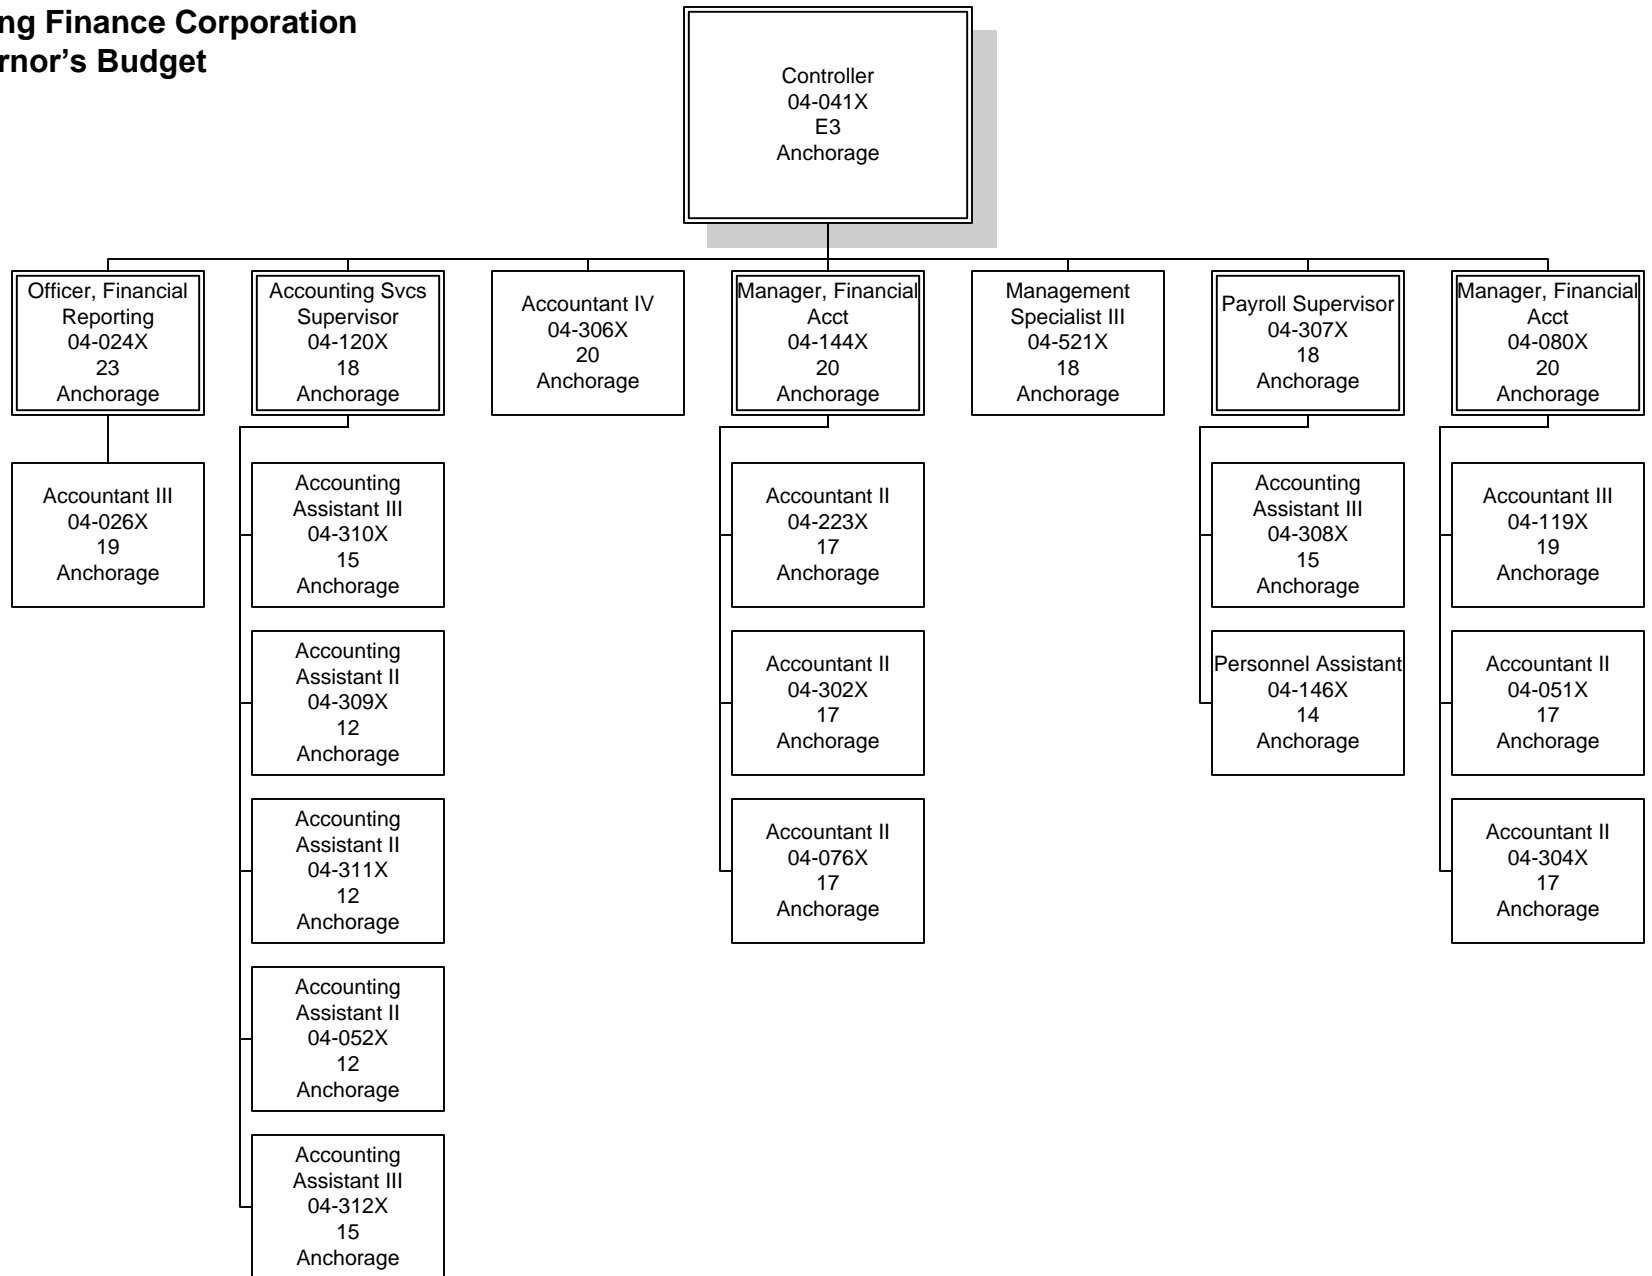 ng Finance Corporation
rnor’s Budget
Controller
04-041X
E3
Anchorage
Officer, Financial
Reporting
04-024X
23
Anchorage
Accounting Svcs
Supervisor
04-120X
18
Anchorage
Accountant IV
04-306X
20
Anchorage
Manager, Financial
Acct
04-144X
20
Anchorage
Management
Specialist III
04-521X
18
Anchorage
Payroll Supervisor
04-307X
18
Anchorage
Manager, Financial
Acct
04-080X
20
Anchorage
Accountant III
04-026X
19
Anchorage
Accounting
Assistant III
04-310X
15
Anchorage
Accounting
Assistant II
04-309X
12
Anchorage
Accounting
Assistant II
04-311X
12
Anchorage
Accounting
Assistant II
04-052X
12
Anchorage
Accounting
Assistant III
04-312X
15
Anchorage
Accountant II
04-223X
17
Anchorage
Accountant II
04-302X
17
Anchorage
Accountant II
04-076X
17
Anchorage
Accounting
Assistant III
04-308X
15
Anchorage
Personnel Assistant
04-146X
14
Anchorage
Accountant III
04-119X
19
Anchorage
Accountant II
04-051X
17
Anchorage
Accountant II
04-304X
17
Anchorage